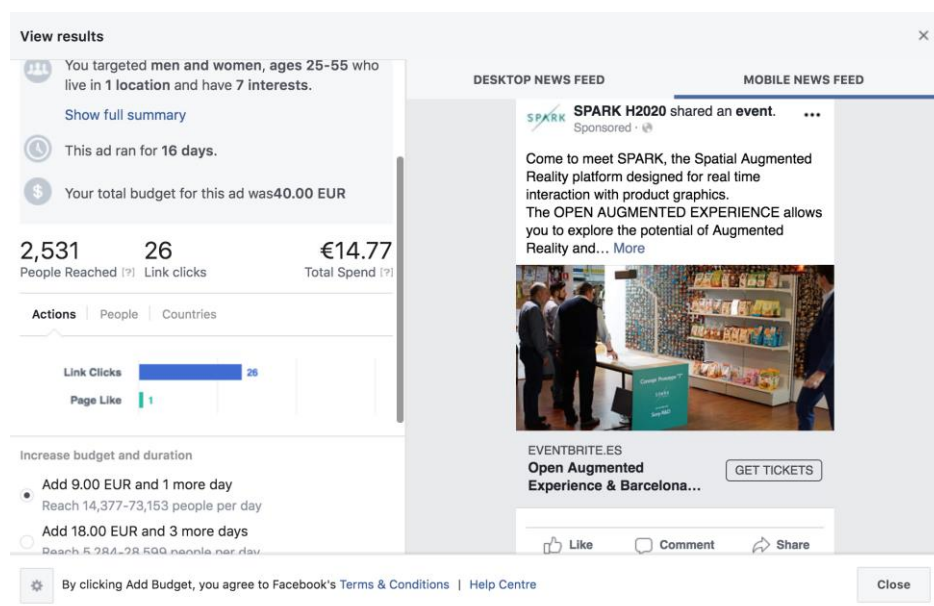 View results
×
You targeted men and women, ages 25-55 who
live in 1 location and have 7 interests.
Show full summary
This ad ran for 16 days.
$
Your total budget for this ad was40.00 EUR
2,531
People Reached [?]
26
Link clicks
€14.77
Total Spend [?]
Actions
People
Countries
Link Clicks
26
Page Like
1
Increase budget and duration
Add 9.00 EUR and 1 more day
Reach 14,377-73,153 people per day
Add 18.00 EUR and 3 more days
Reach 5,284-28,599 people per day
DESKTOP NEWS FEED
MOBILE NEWS FEED
SPARK
SPARK H2020 shared an event.
Sponsored ·
Come to meet SPARK, the Spatial Augmented
Reality platform designed for real time
interaction with product graphics.
The OPEN AUGMENTED EXPERIENCE allows
you to explore the potential of Augmented
Reality and… More
EVENTBRITE.ES
Open Augmented
Experience & Barcelona...
GET TICKETS
Like
Comment
Share
By clicking Add Budget, you agree to Facebook's Terms & Conditions | Help Centre
Close